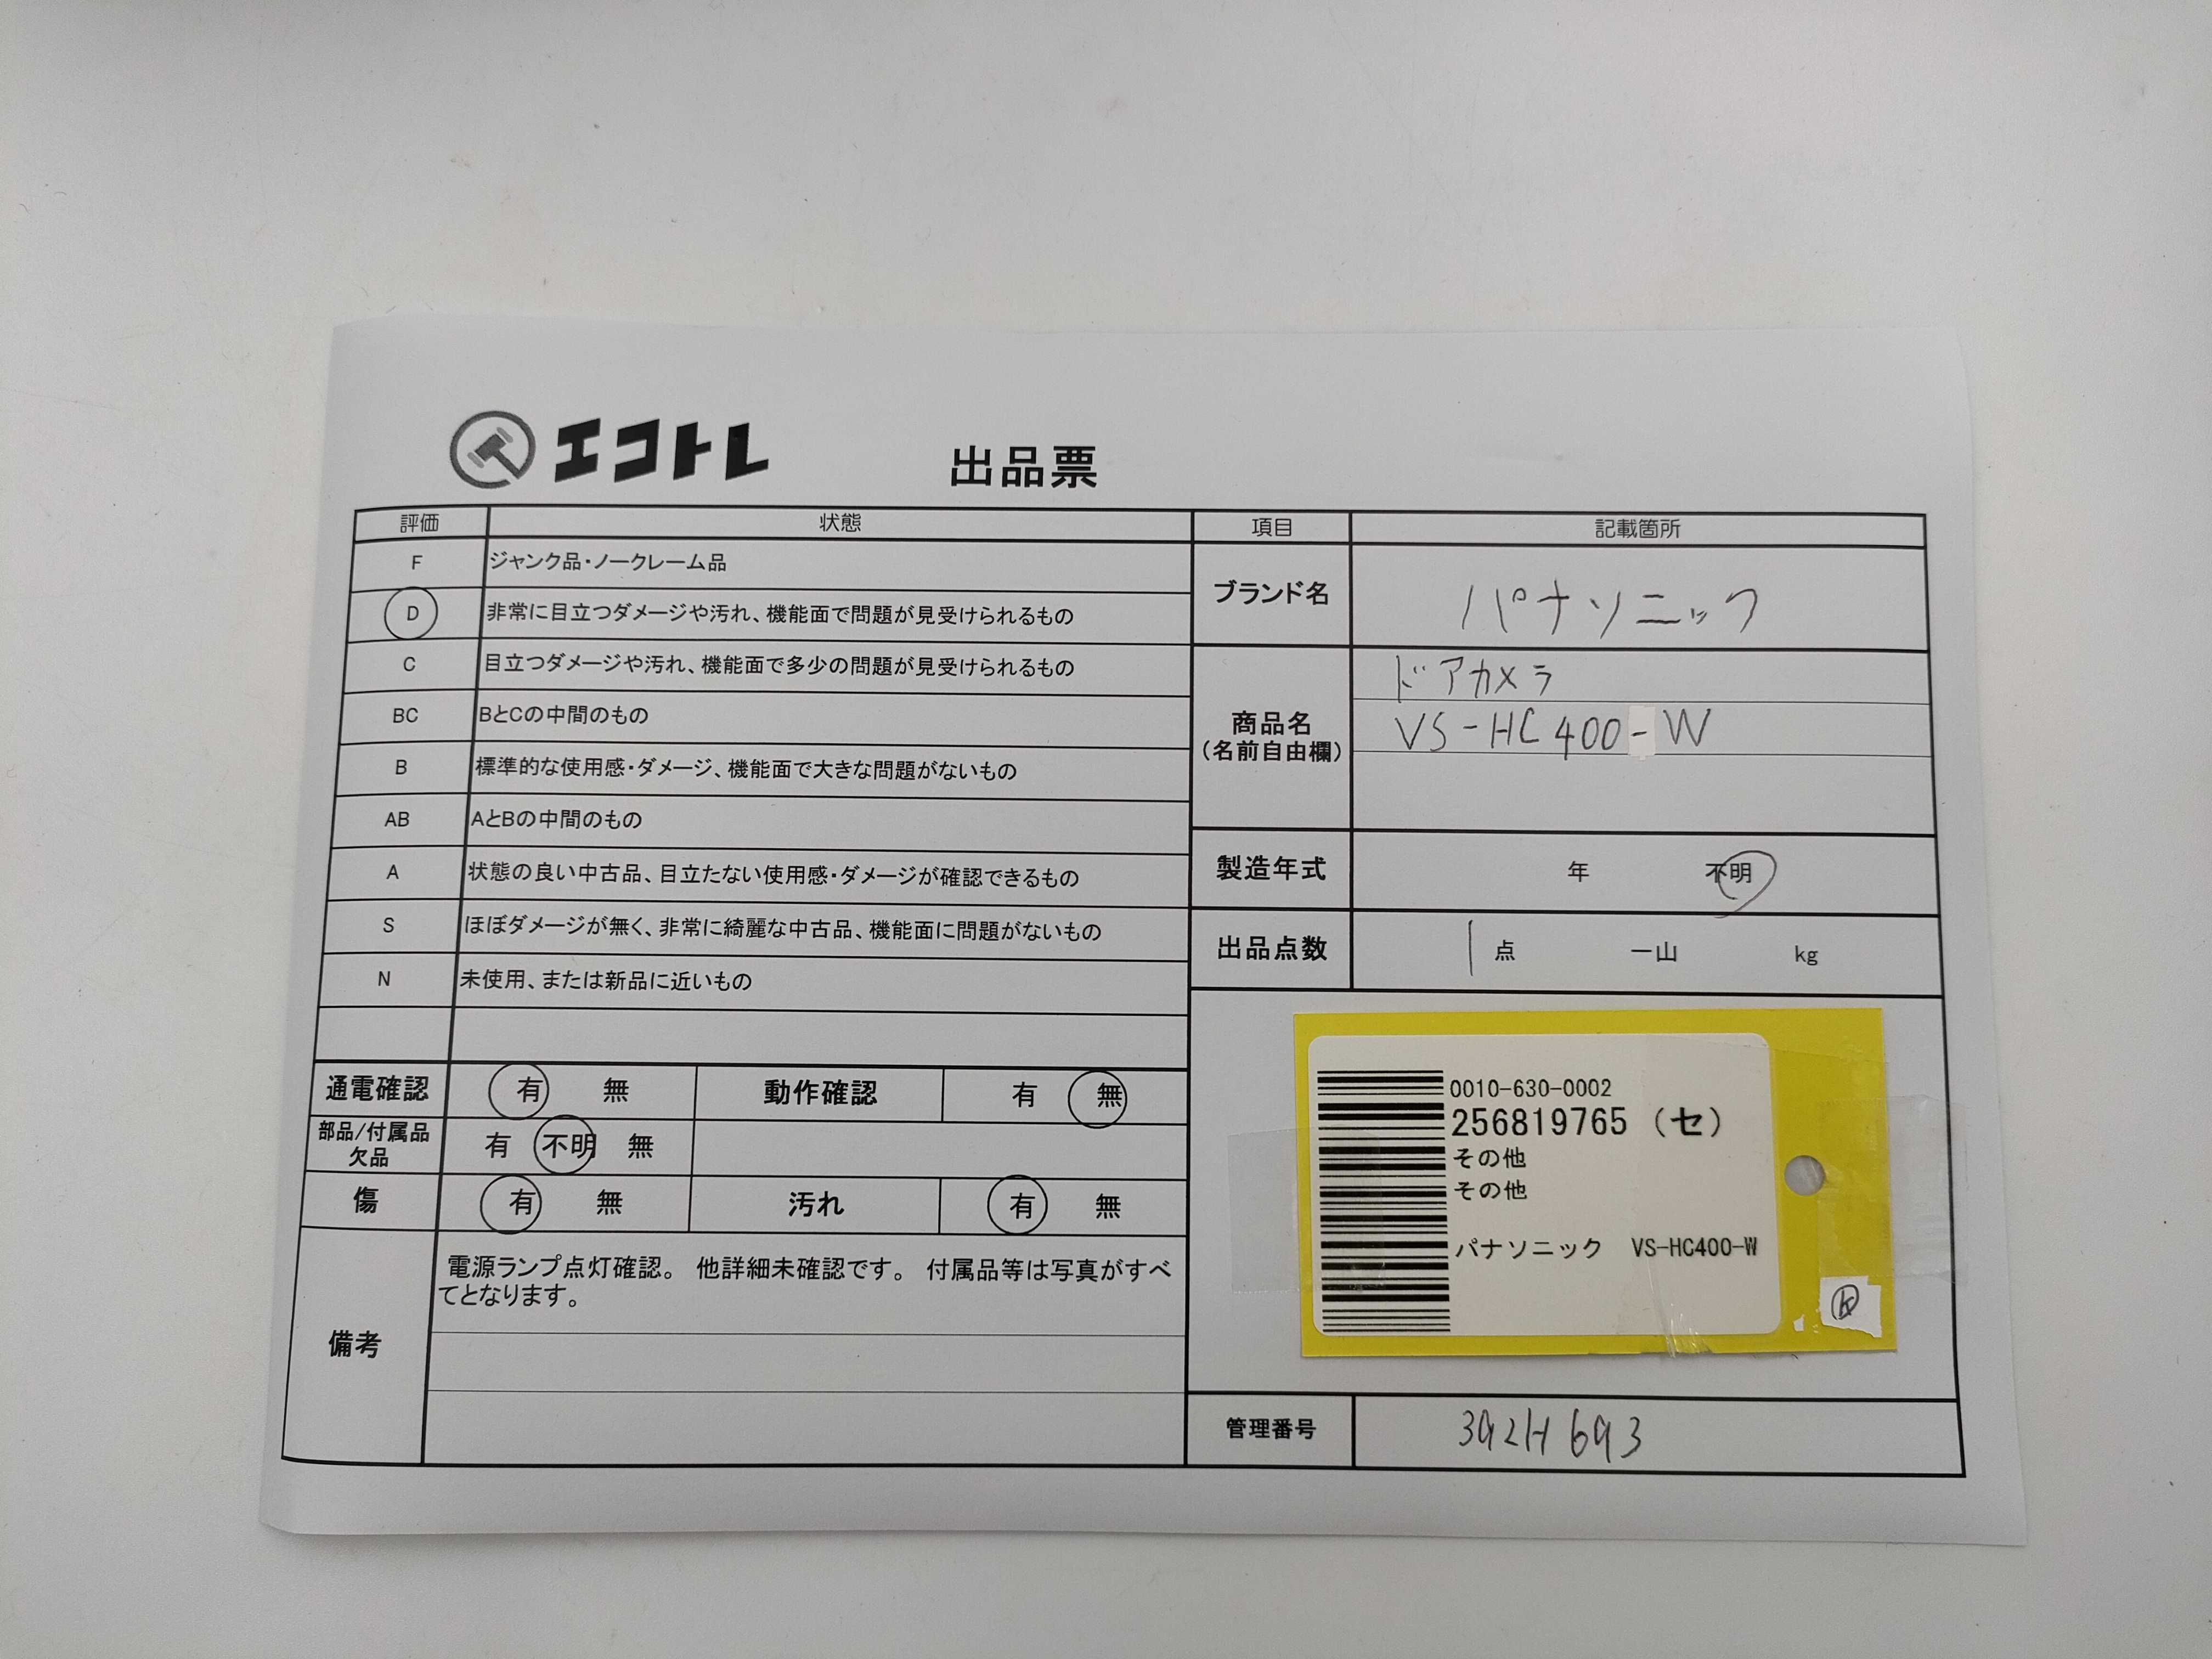 エコトレ
出品票
評価 状態
F ジャンク品・ノークレーム品
D 非常に目立つダメージや汚れ、機能面で問題が見受けられるもの
C 目立つダメージや汚れ、機能面で多少の問題が見受けられるもの
BC BとCの中間のもの
B 標準的な使用感・ダメージ、機能面で大きな問題がないもの
AB AとBの中間のもの
A 状態の良い中古品、目立たない使用感・ダメージが確認できるもの
S ほぼダメージが無く、非常に綺麗な中古品、機能面に問題がないもの
N 未使用、または新品に近いもの
通電確認 有 無 動作確認 有 無
部品/付属品
欠品 有 不明 無
傷 有 無 汚れ 有 無
備考
電源ランプ点灯確認。 他詳細未確認です。 付属品等は写真がすべ
てとなります。
項目 記載箇所
ブランド名 パナソニック
商品名
(名前自由欄)
ドアカメラ
VS-HC400-W
製造年式 年 不明
出品点数 1 点 一山 kg
0010-630-0002
256819765 (セ)
その他
その他
パナソニック VS-HC400-W
管理番号 392H693